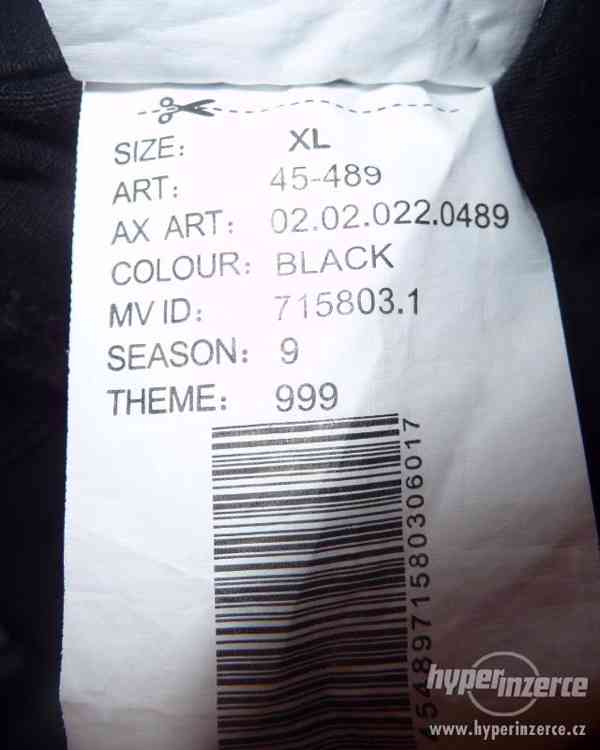 SIZE: XL
ART: 45-489
AX ART: 02.02.022.0489
COLOUR: BLACK
MV ID: 715803.1
SEASON: 9
THEME: 999
548971580306017
hyperinzerce
www.hyperinzerce.cz